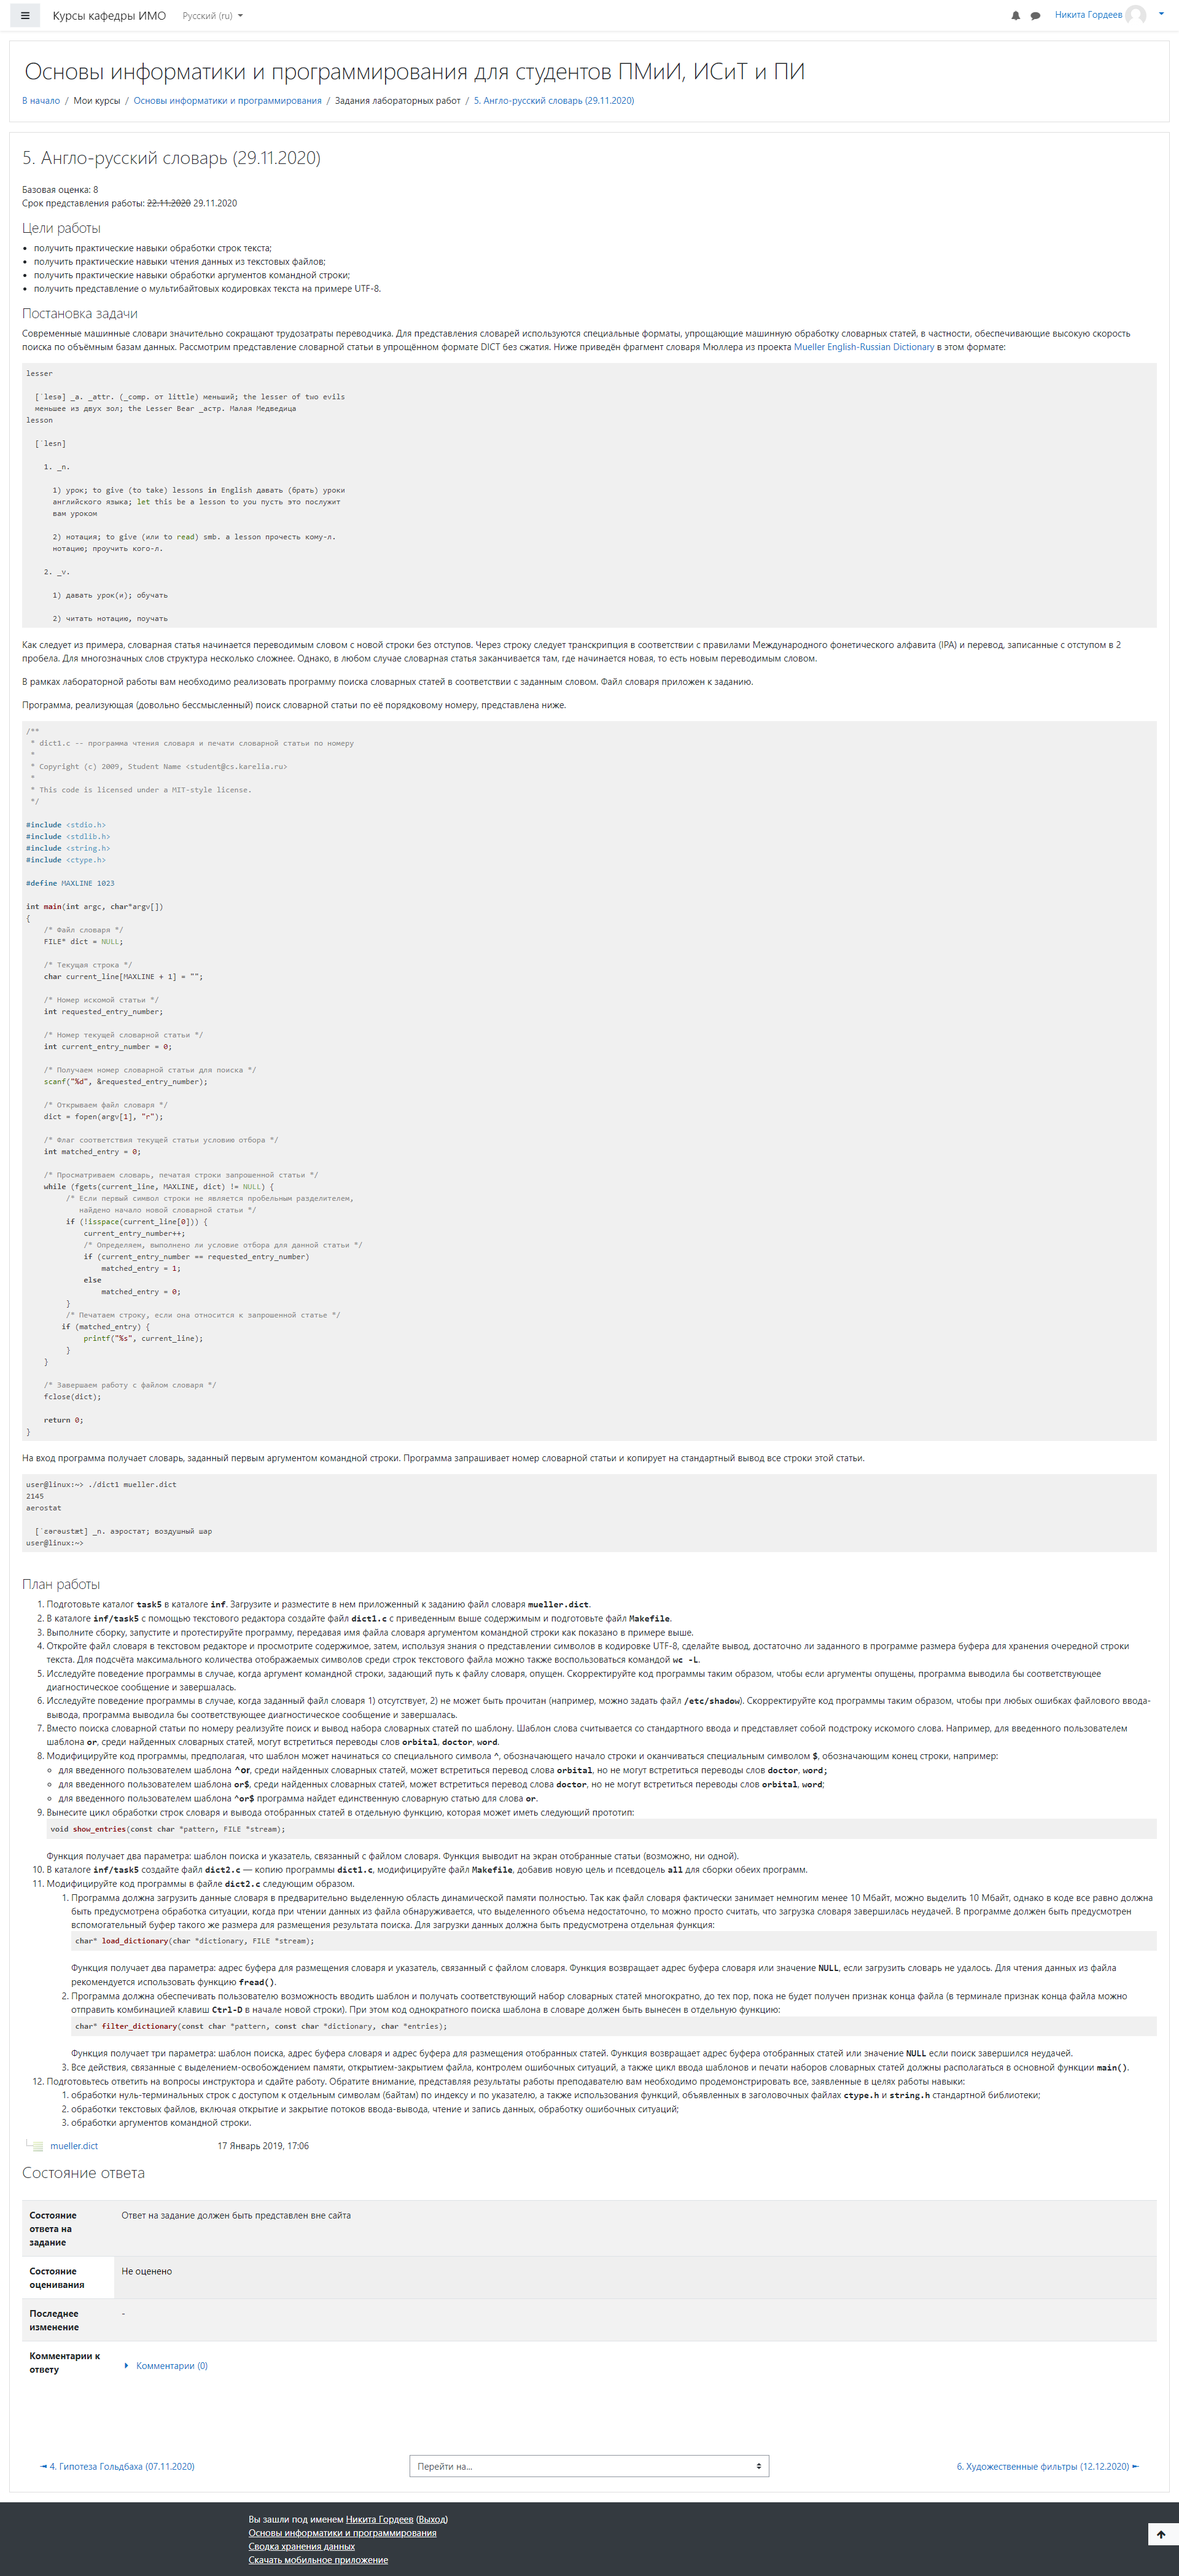 Курсы кафедры ИМО
Русский (ru)
Никита Гордеев
Основы информатики и программирования для студентов ПМиИ, ИСиТ и ПИ
В начало / Мои курсы / Основы информатики и программирования / Задания лабораторных работ / 5. Англо-русский словарь (29.11.2020)
5. Англо-русский словарь (29.11.2020)
Базовая оценка: 8
Срок представления работы: 22.11.2020 29.11.2020
Цели работы
• получить практические навыки обработки строк текста;
• получить практические навыки чтения данных из текстовых файлов;
• получить практические навыки обработки аргументов командной строки;
• получить представление о мультибайтовых кодировках текста на примере UTF-8.
Постановка задачи
Современные машинные словари значительно сокращают трудозатраты переводчика. Для представления словарей используются специальные форматы, упрощающие машинную обработку словарных статей, в частности, обеспечивающие высокую скорость
поиска по объёмным базам данных. Рассмотрим представление словарной статьи в упрощённом формате DICT без сжатия. Ниже приведён фрагмент словаря Мюллера из проекта Mueller English-Russian Dictionary в этом формате:
lesser
[ˈlesə] _a. _attr. (_comp. от little) меньший; the lesser of two evils
меньшее из двух зол; the Lesser Bear _астр. Малая Медведица
lesson
[ˈlesn]
1. _n.
1) урок; to give (to take) lessons in English давать (брать) уроки
английского языка; let this be a lesson to you пусть это послужит
вам уроком
2) нотация; to give (или to read) smb. a lesson прочесть кому-л.
нотацию; проучить кого-л.
2. _v.
1) давать урок(и); обучать
2) читать нотацию, поучать
Как следует из примера, словарная статья начинается переводимым словом с новой строки без отступов. Через строку следует транскрипция в соответствии с правилами Международного фонетического алфавита (IPA) и перевод, записанные с отступом в 2
пробела. Для многозначных слов структура несколько сложнее. Однако, в любом случае словарная статья заканчивается там, где начинается новая, то есть новым переводимым словом.
В рамках лабораторной работы вам необходимо реализовать программу поиска словарных статей в соответствии с заданным словом. Файл словаря приложен к заданию.
Программа, реализующая (довольно бессмысленный) поиск словарной статьи по её порядковому номеру, представлена ниже.
/**
* dict1.c -- программа чтения словаря и печати словарной статьи по номеру
*
* Copyright (c) 2009, Student Name <student@cs.karelia.ru>
*
* This code is licensed under a MIT-style license.
*/
#include <stdio.h>
#include <stdlib.h>
#include <string.h>
#include <ctype.h>
#define MAXLINE 1023
int main(int argc, char*argv[])
{
/* Файл словаря */
FILE* dict = NULL;
/* Текущая строка */
char current_line[MAXLINE + 1] = "";
/* Номер искомой статьи */
int requested_entry_number;
/* Номер текущей словарной статьи */
int current_entry_number = 0;
/* Получаем номер словарной статьи для поиска */
scanf("%d", &requested_entry_number);
/* Открываем файл словаря */
dict = fopen(argv[1], "r");
/* Флаг соответствия текущей статьи условию отбора */
int matched_entry = 0;
/* Просматриваем словарь, печатая строки запрошенной статьи */
while (fgets(current_line, MAXLINE, dict) != NULL) {
/* Если первый символ строки не является пробельным разделителем,
найдено начало новой словарной статьи */
if (!isspace(current_line[0])) {
current_entry_number++;
/* Определяем, выполнено ли условие отбора для данной статьи */
if (current_entry_number == requested_entry_number)
matched_entry = 1;
else
matched_entry = 0;
}
/* Печатаем строку, если она относится к запрошенной статье */
if (matched_entry) {
printf("%s", current_line);
}
}
/* Завершаем работу с файлом словаря */
fclose(dict);
return 0;
}
На вход программа получает словарь, заданный первым аргументом командной строки. Программа запрашивает номер словарной статьи и копирует на стандартный вывод все строки этой статьи.
user@linux:~> ./dict1 mueller.dict
2145
aerostat
[ˈɛərəustæt] _n. аэростат; воздушный шар
user@linux:~>
План работы
1. Подготовьте каталог task5 в каталоге inf. Загрузите и разместите в нем приложенный к заданию файл словаря mueller.dict.
2. В каталоге inf/task5 с помощью текстового редактора создайте файл dict1.c с приведенным выше содержимым и подготовьте файл Makefile.
3. Выполните сборку, запустите и протестируйте программу, передавая имя файла словаря аргументом командной строки как показано в примере выше.
4. Откройте файл словаря в текстовом редакторе и просмотрите содержимое, затем, используя знания о представлении символов в кодировке UTF-8, сделайте вывод, достаточно ли заданного в программе размера буфера для хранения очередной строки
текста. Для подсчёта максимального количества отображаемых символов среди строк текстового файла можно также воспользоваться командой wc -L.
5. Исследуйте поведение программы в случае, когда аргумент командной строки, задающий путь к файлу словаря, опущен. Скорректируйте код программы таким образом, чтобы если аргументы опущены, программа выводила бы соответствующее
диагностическое сообщение и завершалась.
6. Исследуйте поведение программы в случае, когда заданный файл словаря 1) отсутствует, 2) не может быть прочитан (например, можно задать файл /etc/shadow). Скорректируйте код программы таким образом, чтобы при любых ошибках файлового ввода-
вывода, программа выводила бы соответствующее диагностическое сообщение и завершалась.
7. Вместо поиска словарной статьи по номеру реализуйте поиск и вывод набора словарных статей по шаблону. Шаблон слова считывается со стандартного ввода и представляет собой подстроку искомого слова. Например, для введенного пользователем
шаблона or, среди найденных словарных статей, могут встретиться переводы слов orbital, doctor, word.
8. Модифицируйте код программы, предполагая, что шаблон может начинаться со специального символа ^, обозначающего начало строки и оканчиваться специальным символом $, обозначающим конец строки, например:
◦ для введенного пользователем шаблона ^or, среди найденных словарных статей, может встретиться перевод слова orbital, но не могут встретиться переводы слов doctor, word;
◦ для введенного пользователем шаблона or$, среди найденных словарных статей, может встретиться перевод слова doctor, но не могут встретиться переводы слов orbital, word;
◦ для введенного пользователем шаблона ^or$ программа найдет единственную словарную статью для слова or.
9. Вынесите цикл обработки строк словаря и вывода отобранных статей в отдельную функцию, которая может иметь следующий прототип:
void show_entries(const char *pattern, FILE *stream);
Функция получает два параметра: шаблон поиска и указатель, связанный с файлом словаря. Функция выводит на экран отобранные статьи (возможно, ни одной).
10. В каталоге inf/task5 создайте файл dict2.c — копию программы dict1.c, модифицируйте файл Makefile, добавив новую цель и псевдоцель all для сборки обеих программ.
11. Модифицируйте код программы в файле dict2.c следующим образом.
1. Программа должна загрузить данные словаря в предварительно выделенную область динамической памяти полностью. Так как файл словаря фактически занимает немногим менее 10 Мбайт, можно выделить 10 Мбайт, однако в коде все равно должна
быть предусмотрена обработка ситуации, когда при чтении данных из файла обнаруживается, что выделенного объема недостаточно, то можно просто считать, что загрузка словаря завершилась неудачей. В программе должен быть предусмотрен
вспомогательный буфер такого же размера для размещения результата поиска. Для загрузки данных должна быть предусмотрена отдельная функция:
char* load_dictionary(char *dictionary, FILE *stream);
Функция получает два параметра: адрес буфера для размещения словаря и указатель, связанный с файлом словаря. Функция возвращает адрес буфера словаря или значение NULL, если загрузить словарь не удалось. Для чтения данных из файла
рекомендуется использовать функцию fread().
2. Программа должна обеспечивать пользователю возможность вводить шаблон и получать соответствующий набор словарных статей многократно, до тех пор, пока не будет получен признак конца файла (в терминале признак конца файла можно
отправить комбинацией клавиш Ctrl-D в начале новой строки). При этом код однократного поиска шаблона в словаре должен быть вынесен в отдельную функцию:
char* filter_dictionary(const char *pattern, const char *dictionary, char *entries);
Функция получает три параметра: шаблон поиска, адрес буфера словаря и адрес буфера для размещения отобранных статей. Функция возвращает адрес буфера отобранных статей или значение NULL если поиск завершился неудачей.
3. Все действия, связанные с выделением-освобождением памяти, открытием-закрытием файла, контролем ошибочных ситуаций, а также цикл ввода шаблонов и печати наборов словарных статей должны располагаться в основной функции main().
12. Подготовьтесь ответить на вопросы инструктора и сдайте работу. Обратите внимание, представляя результаты работы преподавателю вам необходимо продемонстрировать все, заявленные в целях работы навыки:
1. обработки нуль-терминальных строк с доступом к отдельным символам (байтам) по индексу и по указателю, а также использования функций, объявленных в заголовочных файлах ctype.h и string.h стандартной библиотеки;
2. обработки текстовых файлов, включая открытие и закрытие потоков ввода-вывода, чтение и запись данных, обработку ошибочных ситуаций;
3. обработки аргументов командной строки.
mueller.dict 17 Январь 2019, 17:06
Состояние ответа
Состояние ответа на задание Ответ на задание должен быть представлен вне сайта
Состояние оценивания Не оценено
Последнее изменение -
Комментарии к ответу Комментарии (0)
◄ 4. Гипотеза Гольдбаха (07.11.2020)
Перейти на...
6. Художественные фильтры (12.12.2020) ►
Вы зашли под именем Никита Гордеев (Выход)
Основы информатики и программирования
Сводка хранения данных
Скачать мобильное приложение